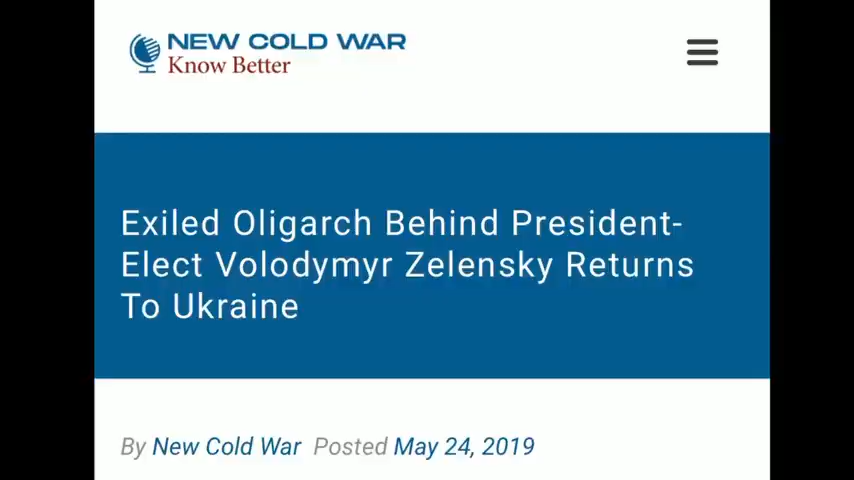 NEW COLD WAR
Know Better
Exiled Oligarch Behind President-
Elect Volodymyr Zelensky Returns
To Ukraine
By New Cold War Posted May 24, 2019